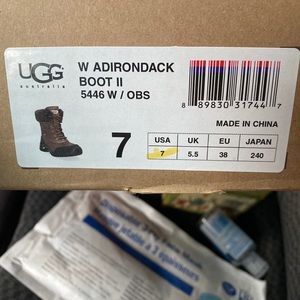 UGG
australia
W ADIRONDACK
BOOT II
5446 W / OBS
8 89830 31744 7
MADE IN CHINA
7
USA UK EU JAPAN
7 5.5 38 240